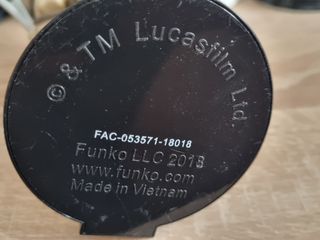 © & TM Lucasfilm Ltd.
FAC-053571-18018
Funko LLC 2018
www.funko.com
Made in Vietnam